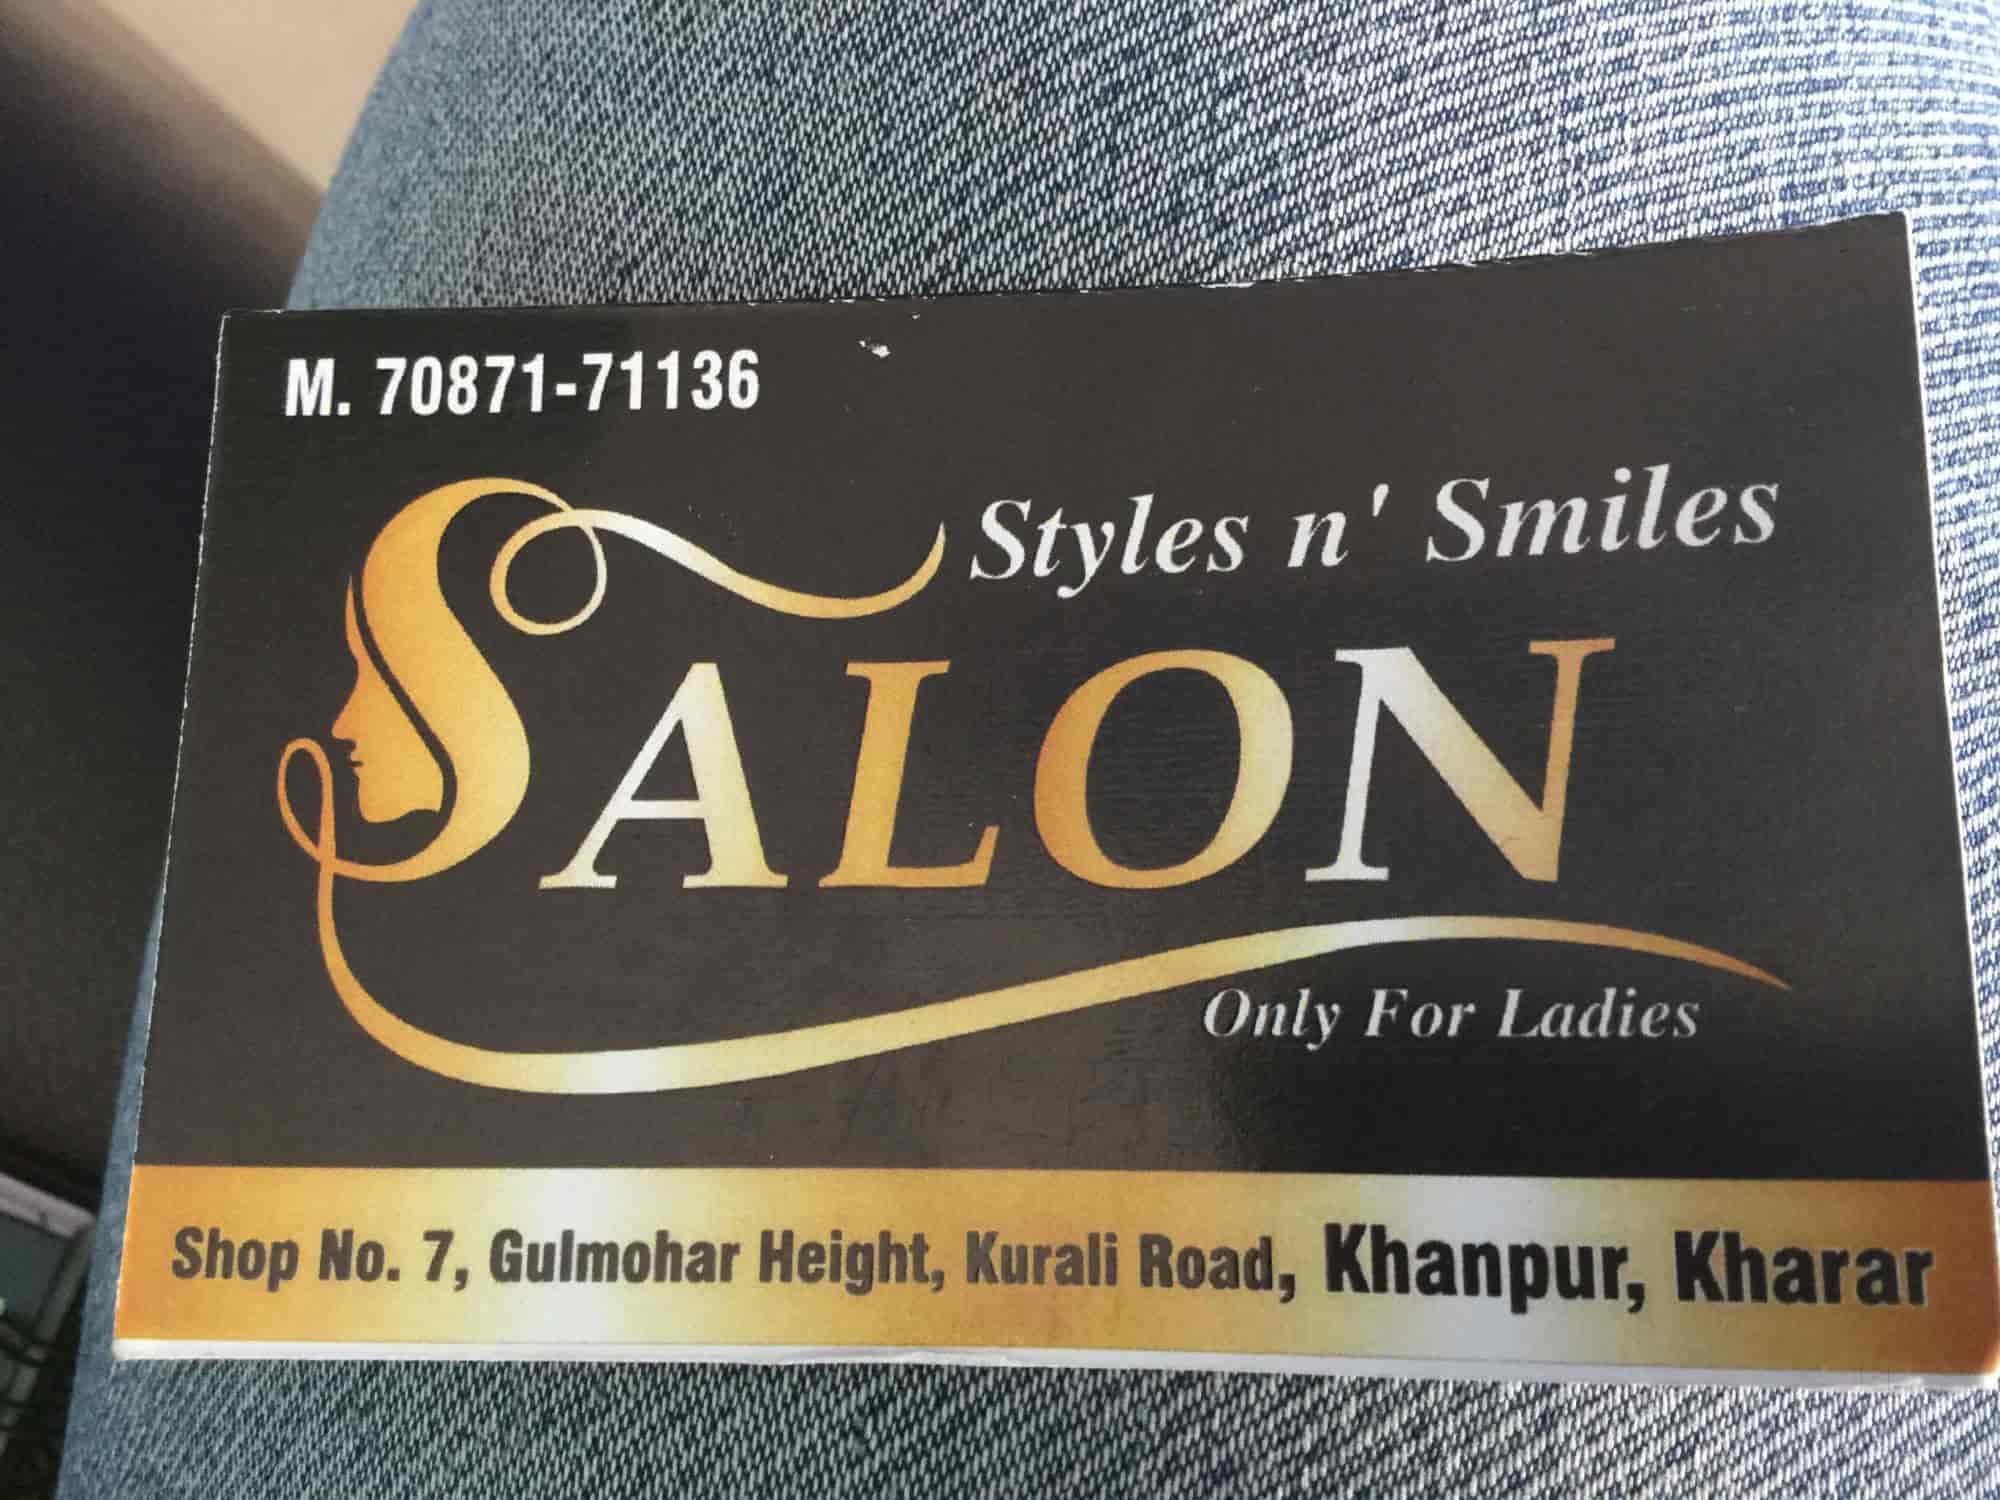 M. 70871-71136
Styles n' Smiles
SALON
Only For Ladies
Shop No. 7, Gulmohar Height, Kurali Road, Khanpur, Kharar